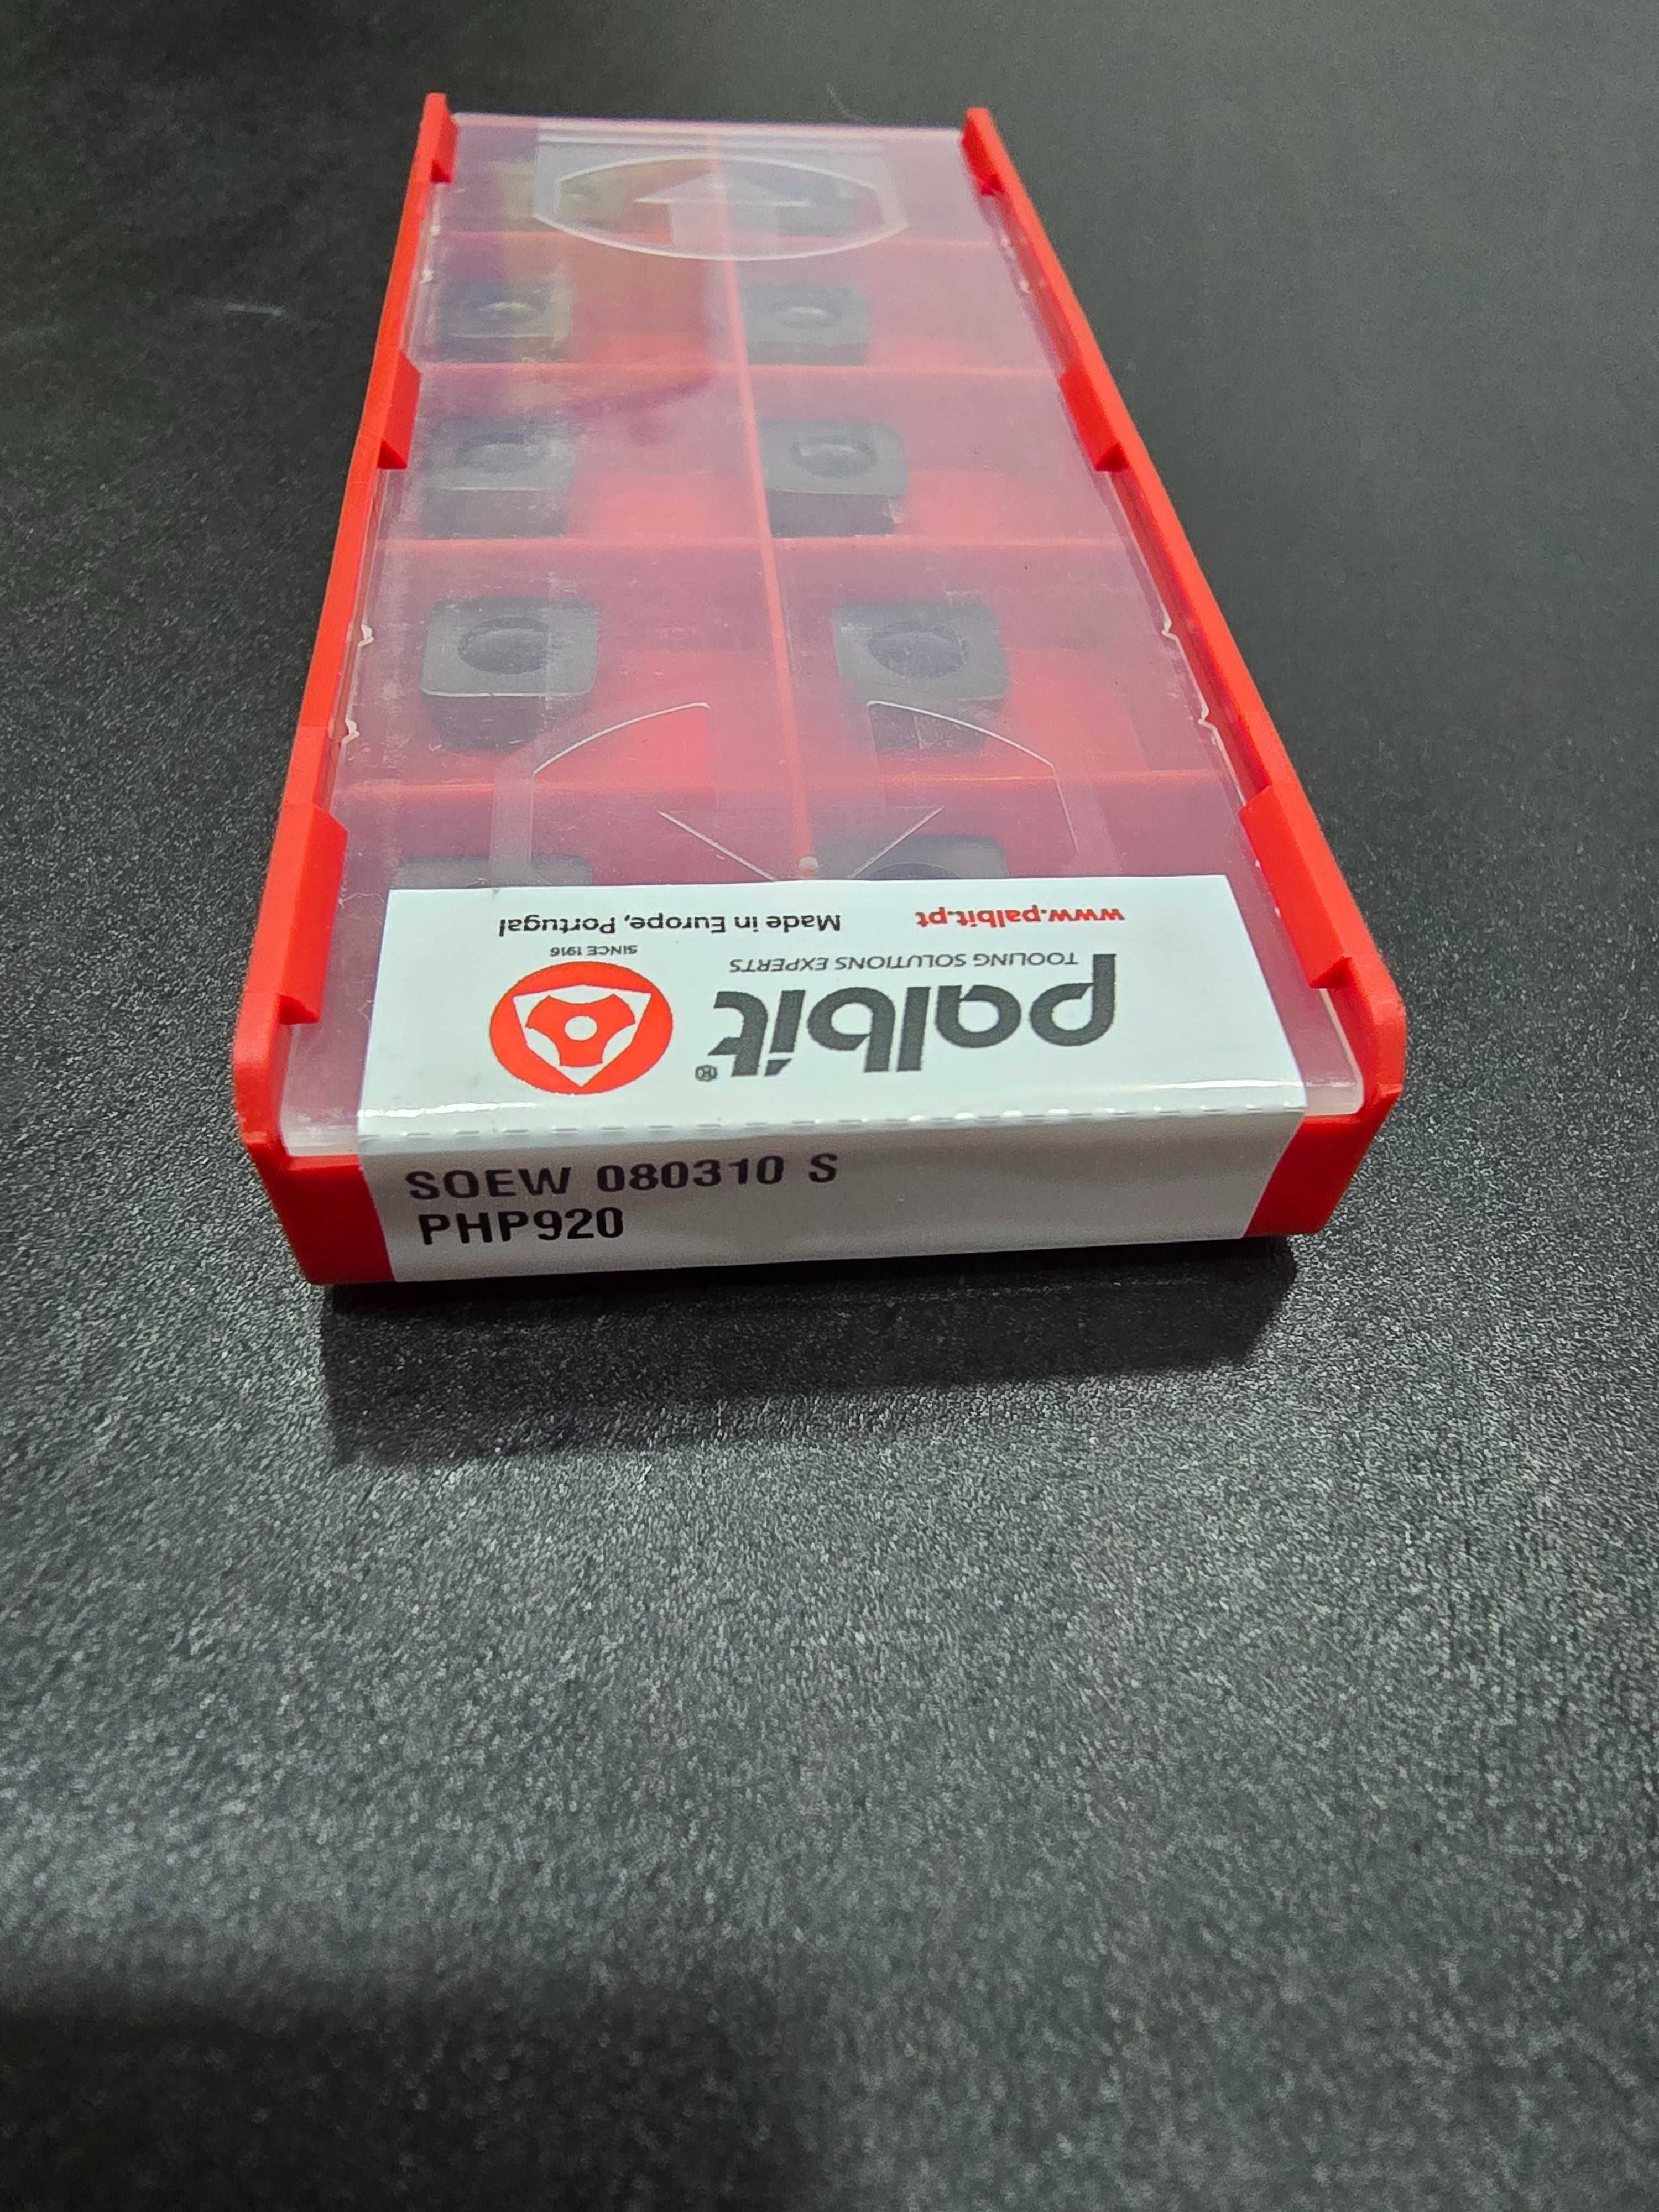 www.palbit.pt Made in Europe, Portugal
SINCE 1916
TOOLING SOLUTIONS EXPERTS
palbit®
SOEW 080310 S
PHP920